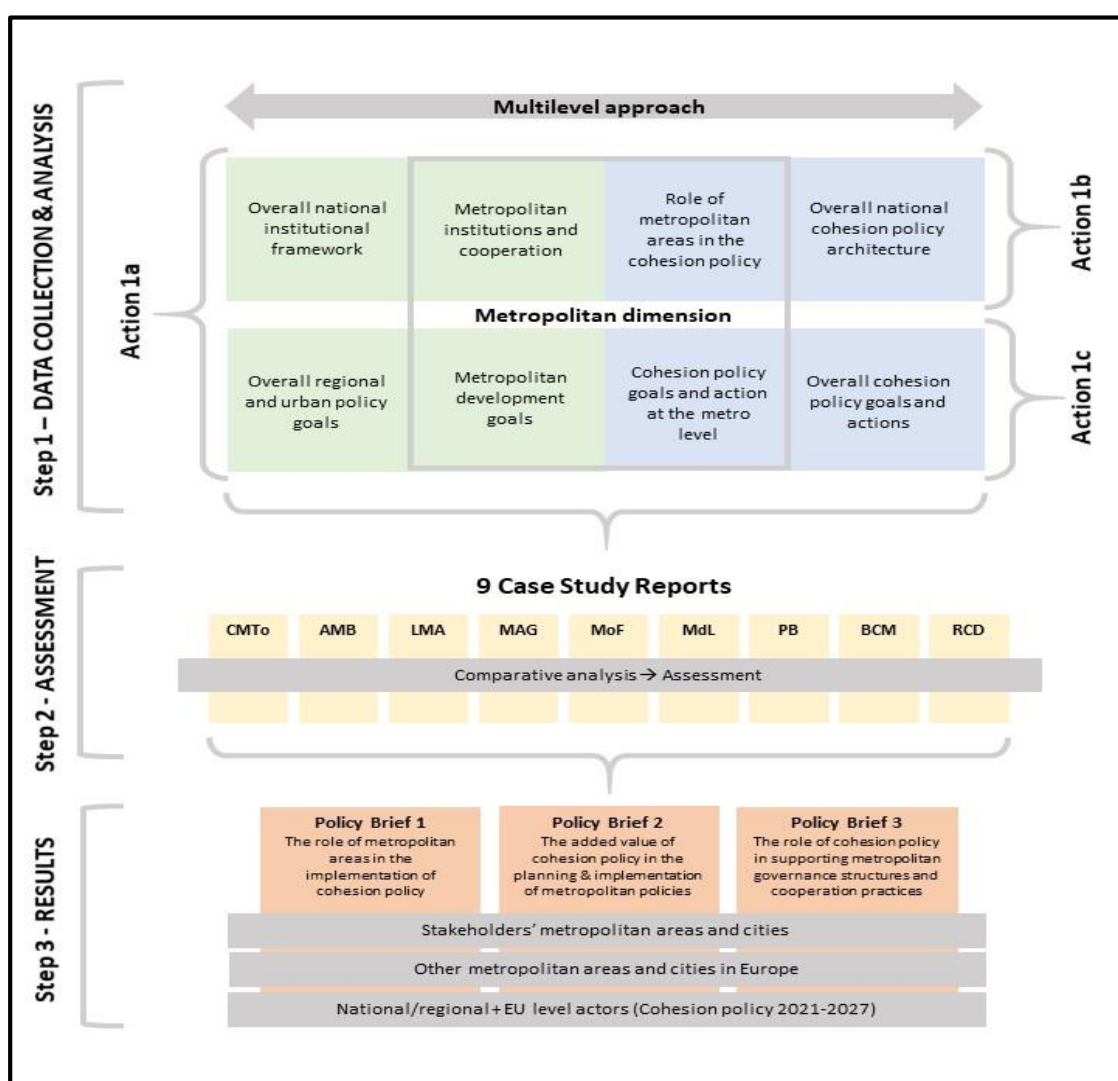 Step 1 – DATA COLLECTION & ANALYSIS
Multilevel approach
Action 1a
Overall national
institutional
framework
Metropolitan
institutions and
cooperation
Role of
metropolitan
areas in the
cohesion policy
Overall national
cohesion policy
architecture
Action 1b
Metropolitan dimension
Overall regional
and urban policy
goals
Metropolitan
development
goals
Cohesion policy
goals and action
at the metro
level
Overall cohesion
policy goals and
actions
Action 1c
Step 2 - ASSESSMENT
9 Case Study Reports
CMTo AMB LMA MAG MoF MdL PB BCM RCD
Comparative analysis → Assessment
Step 3 - RESULTS
Policy Brief 1
The role of metropolitan
areas in the
implementation of
cohesion policy
Policy Brief 2
The added value of
cohesion policy in the
planning & implementation
of metropolitan policies
Policy Brief 3
The role of cohesion policy
in supporting metropolitan
governance structures and
cooperation practices
Stakeholders' metropolitan areas and cities
Other metropolitan areas and cities in Europe
National/regional+EU level actors (Cohesion policy 2021-2027)